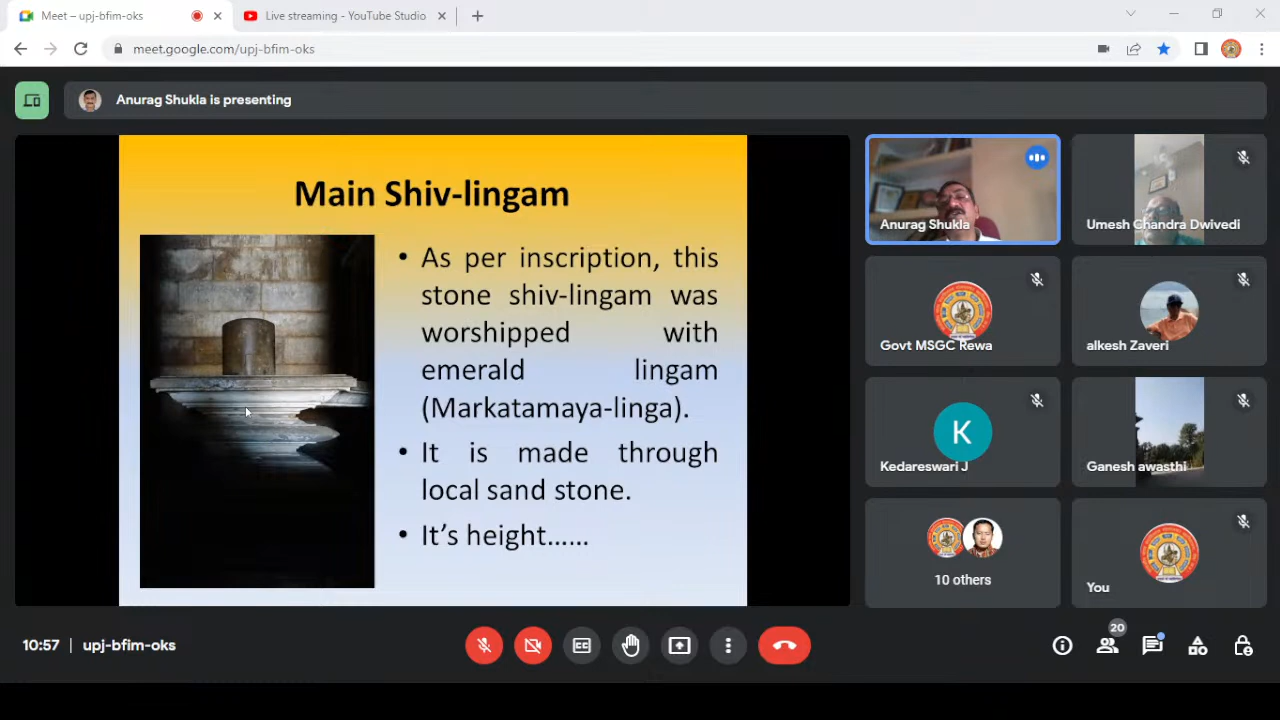 Meet – upj-bfim-oks
Live streaming - YouTube Studio
meet.google.com/upj-bfim-oks
Anurag Shukla is presenting
Main Shiv-lingam
• As per inscription, this
stone shiv-lingam was
worshipped with
emerald lingam
(Markatamaya-linga).
• It is made through
local sand stone.
• It’s height......
Anurag Shukla
Umesh Chandra Dwivedi
Govt MSGC Rewa
alkesh Zaveri
K
Kedareswari J
Ganesh awasthi
10 others
You
10:57 | upj-bfim-oks
CC
20